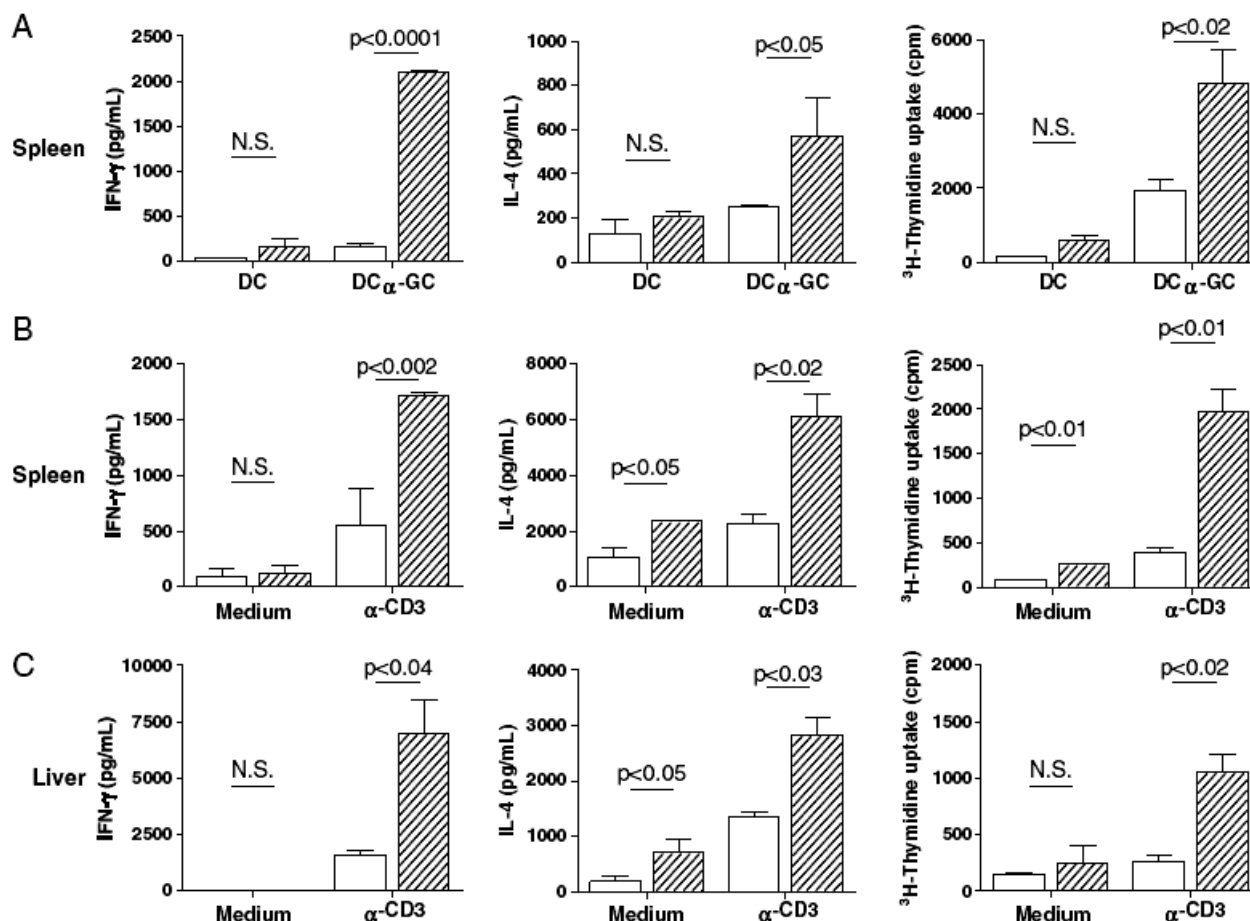 A
Spleen
IFN-γ (pg/mL)
2500
2000
1500
1000
500
0
N.S.
p<0.0001
DC
DCα-GC
IL-4 (pg/mL)
1000
800
600
400
200
0
N.S.
p<0.05
DC
DCα-GC
³H-Thymidine uptake (cpm)
6000
4000
2000
0
N.S.
p<0.02
DC
DCα-GC
B
Spleen
IFN-γ (pg/mL)
2000
1500
1000
500
0
N.S.
p<0.002
Medium
α-CD3
IL-4 (pg/mL)
8000
6000
4000
2000
0
p<0.05
p<0.02
Medium
α-CD3
³H-Thymidine uptake (cpm)
2500
2000
1500
1000
500
0
p<0.01
p<0.01
Medium
α-CD3
C
Liver
IFN-γ (pg/mL)
10000
7500
5000
2500
0
N.S.
p<0.04
Medium
α-CD3
IL-4 (pg/mL)
4000
3000
2000
1000
0
p<0.05
p<0.03
Medium
α-CD3
³H-Thymidine uptake (cpm)
2000
1500
1000
500
0
N.S.
p<0.02
Medium
α-CD3